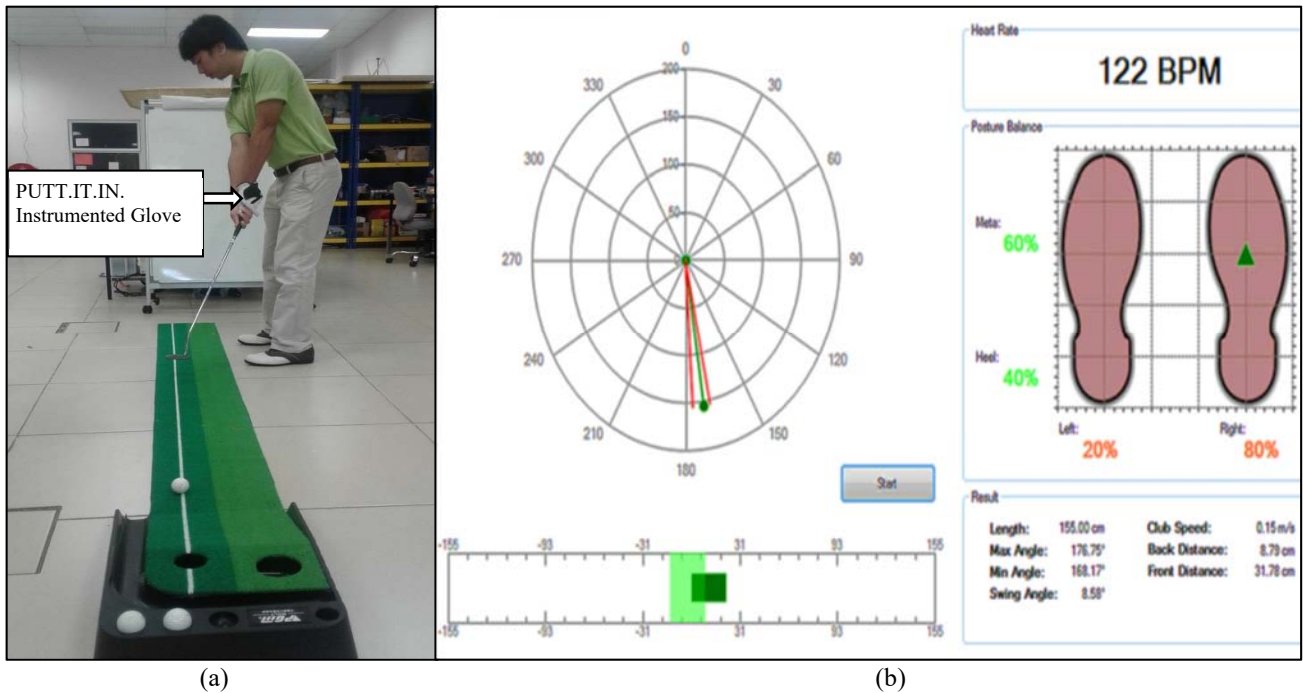 PUTT.IT.IN.
Instrumented Glove
0
330
30
200
150
300
60
100
50
270
90
240
120
210
150
180
Start
-155
-93
-31
31
93
155
-155
-93
-31
31
93
155
Heart Rate
122 BPM
Posture Balance
Meta:
60%
Heel:
40%
Left:
Right:
20%
80%
Result
Length: 155.00 cm Club Speed: 0.15 m/s
Max Angle: 176.75° Back Distance: 8.79 cm
Min Angle: 168.17° Front Distance: 31.78 cm
Swing Angle: 8.58°
(a)
(b)